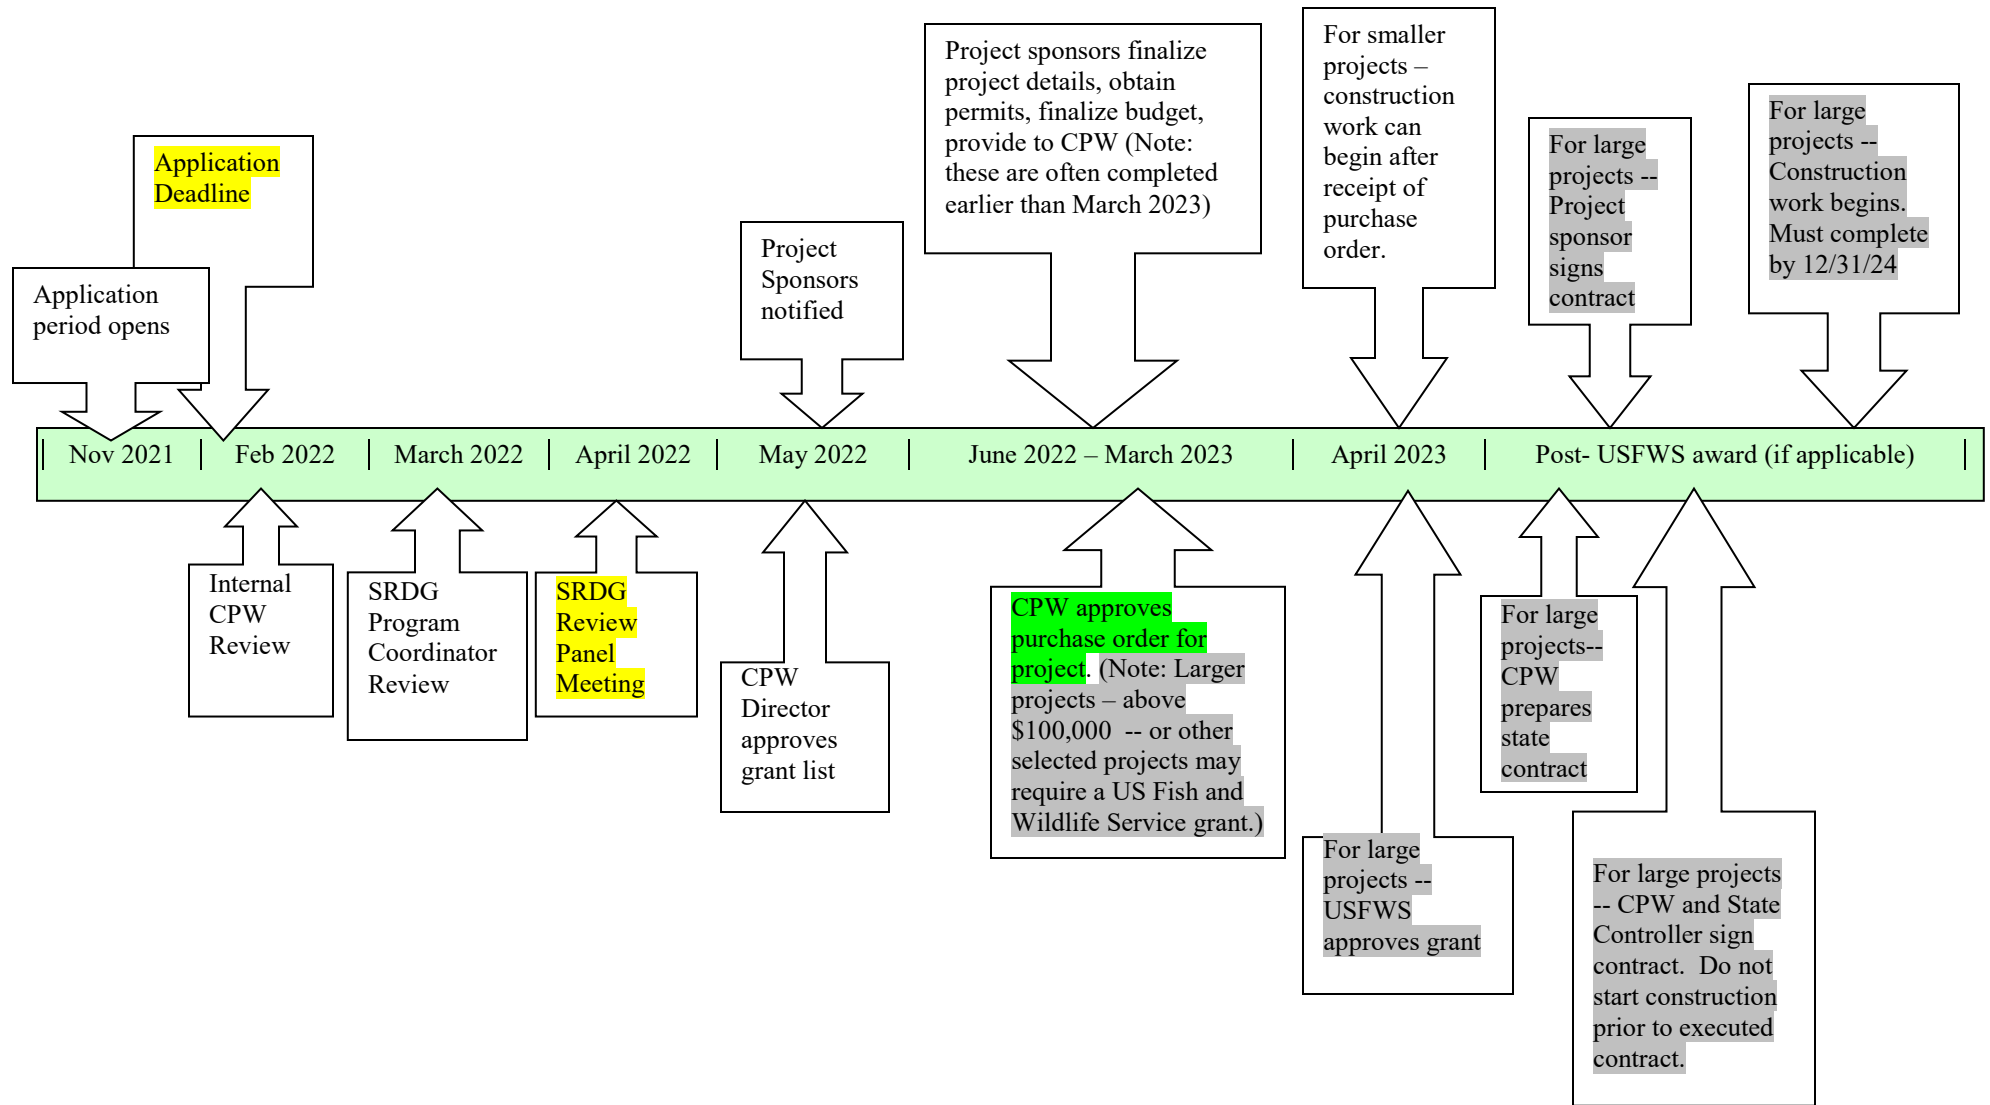 Application
Deadline
Application
period opens
Project
Sponsors
notified
Project sponsors finalize
project details, obtain
permits, finalize budget,
provide to CPW (Note:
these are often completed
earlier than March 2023)
For smaller
projects –
construction
work can
begin after
receipt of
purchase
order.
For large
projects --
Project
sponsor
signs
contract
For large
projects --
Construction
work begins.
Must complete
by 12/31/24
Nov 2021
Feb 2022
March 2022
April 2022
May 2022
June 2022 – March 2023
April 2023
Post- USFWS award (if applicable)
Internal
CPW
Review
SRDG
Program
Coordinator
Review
SRDG
Review
Panel
Meeting
CPW
Director
approves
grant list
CPW approves
purchase order for
project. (Note: Larger
projects – above
$100,000  -- or other
selected projects may
require a US Fish and
Wildlife Service grant.)
For large
projects --
USFWS
approves grant
For large
projects--
CPW
prepares
state
contract
For large projects
-- CPW and State
Controller sign
contract.  Do not
start construction
prior to executed
contract.